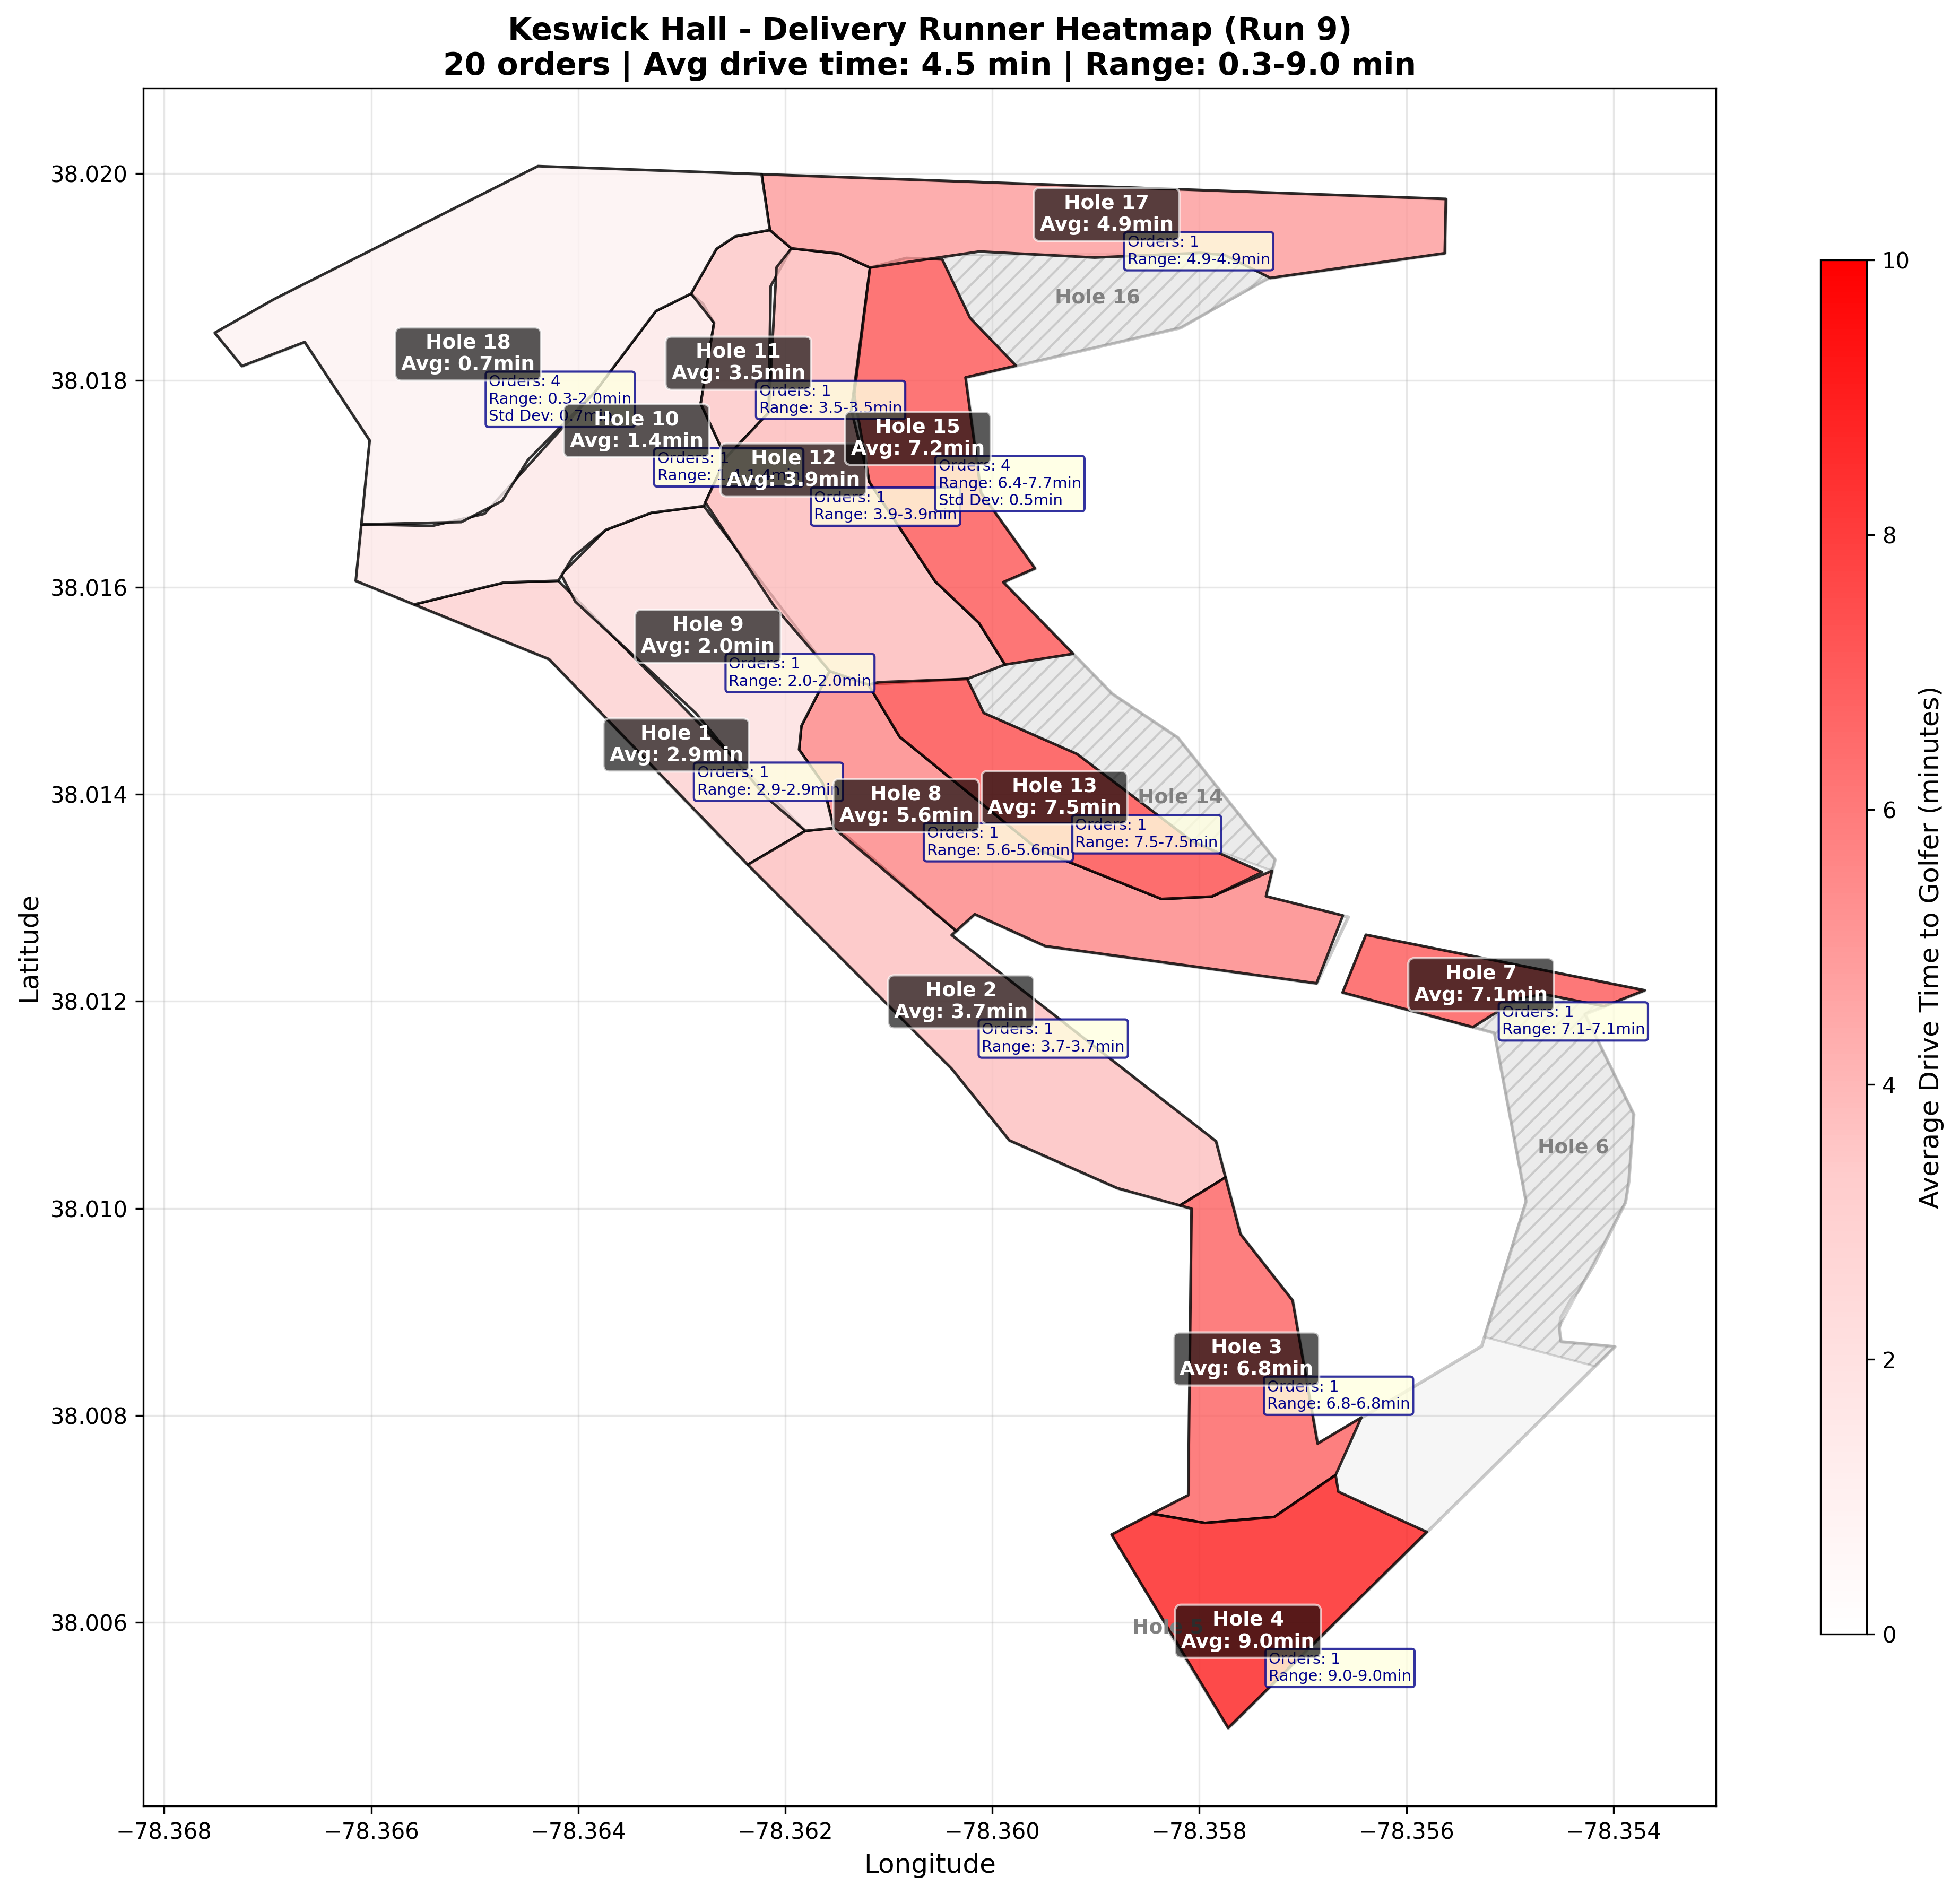 Keswick Hall - Delivery Runner Heatmap (Run 9)
20 orders | Avg drive time: 4.5 min | Range: 0.3-9.0 min
38.020
38.018
38.016
38.014
38.012
38.010
38.008
38.006
Latitude
Hole 17
Avg: 4.9min
Orders: 1
Range: 4.9-4.9min
Hole 16
Hole 18
Avg: 0.7min
Orders: 4
Range: 0.3-2.0min
Std Dev: 0.7min
Hole 11
Avg: 3.5min
Orders: 1
Range: 3.5-3.5min
Hole 10
Avg: 1.4min
Orders: 1
Range:
Hole 15
Avg: 7.2min
Orders: 4
Range: 6.4-7.7min
Std Dev: 0.5min
Hole 12
Avg: 3.9min
Orders: 1
Range: 3.9-3.9min
Hole 9
Avg: 2.0min
Orders: 1
Range: 2.0-2.0min
Hole 1
Avg: 2.9min
Orders: 1
Range: 2.9-2.9min
Hole 8
Avg: 5.6min
Orders: 1
Range: 5.6-5.6min
Hole 13
Avg: 7.5min
Orders: 1
Range: 7.5-7.5min
Hole 14
Hole 2
Avg: 3.7min
Orders: 1
Range: 3.7-3.7min
Hole 7
Avg: 7.1min
Orders: 1
Range: 7.1-7.1min
Hole 6
Hole 3
Avg: 6.8min
Orders: 1
Range: 6.8-6.8min
Hole 4
Avg: 9.0min
Orders: 1
Range: 9.0-9.0min
−78.368
−78.366
−78.364
−78.362
−78.360
−78.358
−78.356
−78.354
Longitude
10
8
6
4
2
0
Average Drive Time to Golfer (minutes)